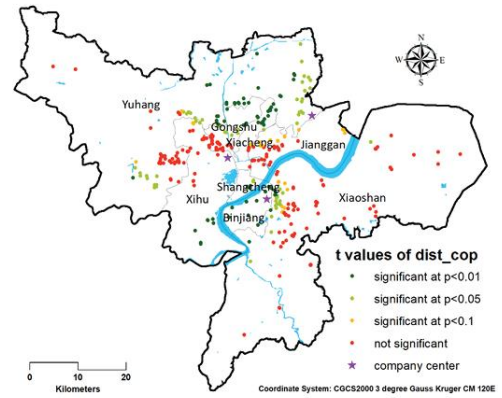 N
W E
S
Yuhang
Gongshu
Xiacheng
Jianggan
Shangcheng
Xihu
Xiaoshan
Binjiang
t values of dist_cop
significant at p<0.01
significant at p<0.05
significant at p<0.1
not significant
company center
0 10 20
Kilometers
Coordinate System: CGCS2000 3 degree Gauss Kruger CM 120E